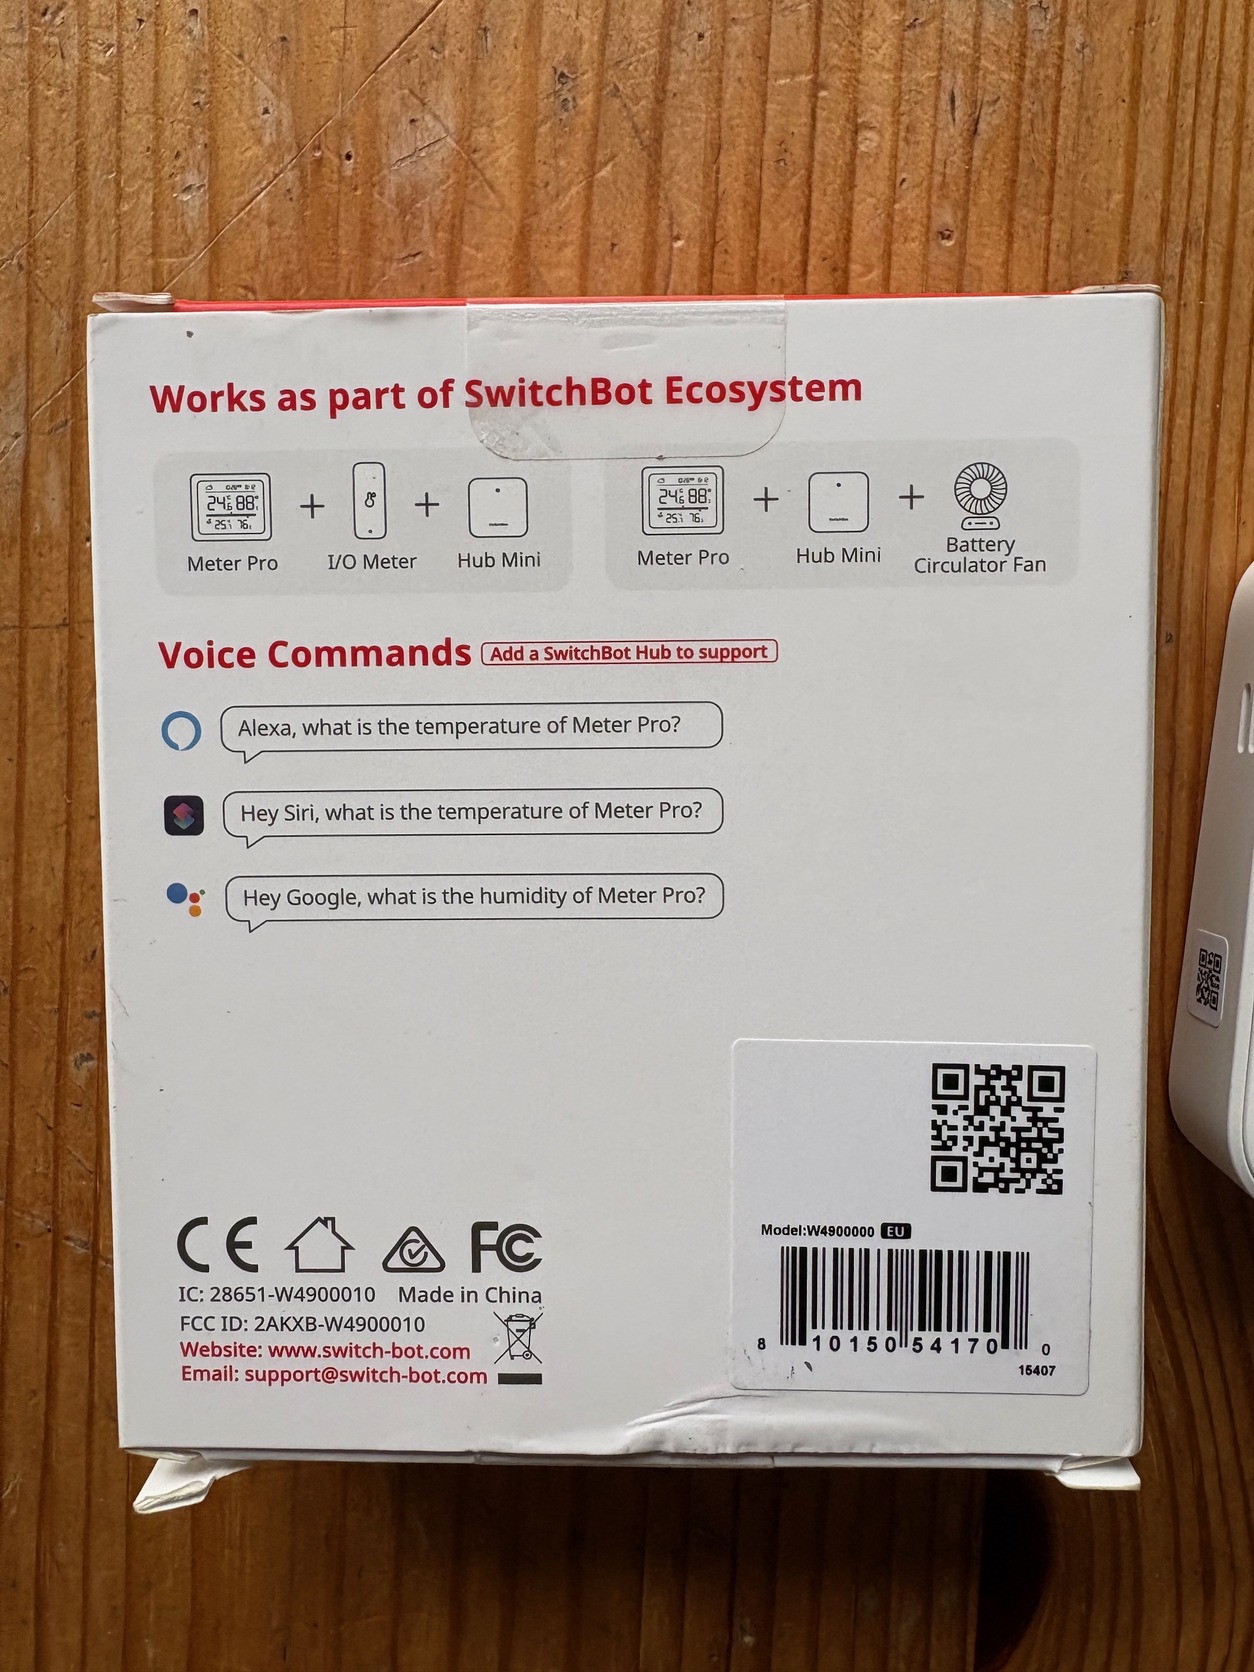 Works as part of SwitchBot Ecosystem
Meter Pro + I/O Meter + Hub Mini
Meter Pro + Hub Mini + Battery Circulator Fan
Voice Commands Add a SwitchBot Hub to support
Alexa, what is the temperature of Meter Pro?
Hey Siri, what is the temperature of Meter Pro?
Hey Google, what is the humidity of Meter Pro?
CE FC
IC: 28651-W4900010 Made in China
FCC ID: 2AKXB-W4900010
Website: www.switch-bot.com
Email: support@switch-bot.com
Model:W4900000 EU
8 10150 54170 0
15407